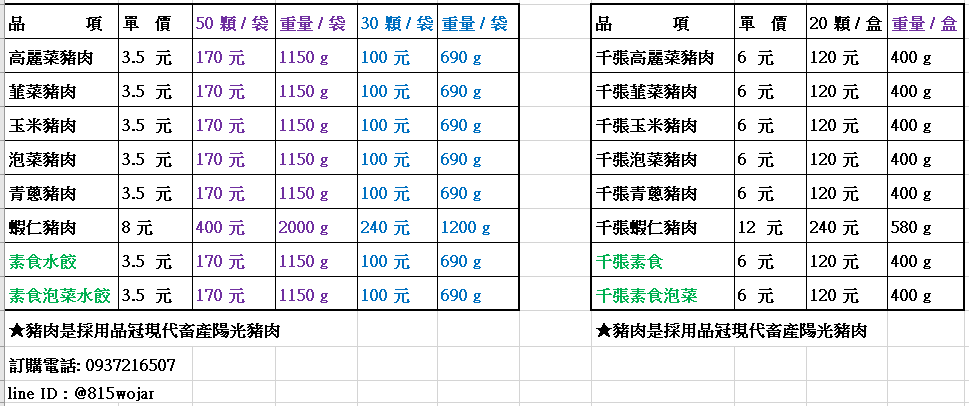 品 項 單 價 50 顆 / 袋 重量 / 袋 30 顆 / 袋 重量 / 袋
高麗菜豬肉 3.5 元 170 元 1150 g 100 元 690 g
韮菜豬肉 3.5 元 170 元 1150 g 100 元 690 g
玉米豬肉 3.5 元 170 元 1150 g 100 元 690 g
泡菜豬肉 3.5 元 170 元 1150 g 100 元 690 g
青蔥豬肉 3.5 元 170 元 1150 g 100 元 690 g
蝦仁豬肉 8 元 400 元 2000 g 240 元 1200 g
素食水餃 3.5 元 170 元 1150 g 100 元 690 g
素食泡菜水餃 3.5 元 170 元 1150 g 100 元 690 g
★豬肉是採用品冠現代畜產陽光豬肉
訂購電話: 0937216507
line ID : @815wojar
品 項 單 價 20 顆 / 盒 重量 / 盒
千張高麗菜豬肉 6 元 120 元 400 g
千張韮菜豬肉 6 元 120 元 400 g
千張玉米豬肉 6 元 120 元 400 g
千張泡菜豬肉 6 元 120 元 400 g
千張青蔥豬肉 6 元 120 元 400 g
千張蝦仁豬肉 12 元 240 元 580 g
千張素食 6 元 120 元 400 g
千張素食泡菜 6 元 120 元 400 g
★豬肉是採用品冠現代畜產陽光豬肉